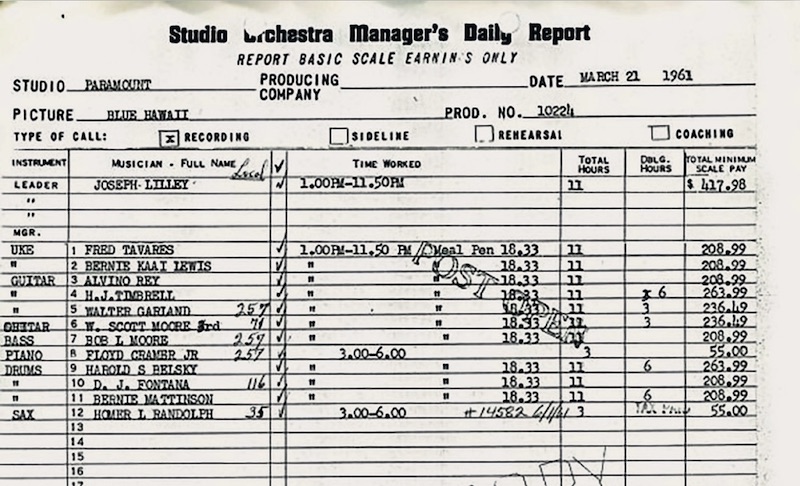 Studio Orchestra Manager's Daily Report
REPORT BASIC SCALE EARNIN'S ONLY
STUDIO PARAMOUNT PRODUCING COMPANY DATE MARCH 21 1961
PICTURE BLUE HAWAII PROD. NO. 10224
TYPE OF CALL: x RECORDING SIDELINE REHEARSAL COACHING
INSTRUMENT MUSICIAN - FULL NAME Local ✓ TIME WORKED TOTAL HOURS DBLG. HOURS TOTAL MINIMUM SCALE PAY
LEADER JOSEPH LILLEY ✓ 1.00PM-11.50PM 11 $ 417.98
"
"
MGR.
UKE 1 FRED TAVARES ✓ 1.00PM-11.50 PM Meal Pen 18.33 11 208.99
" 2 BERNIE KAAI LEWIS ✓ " " 18.33 11 208.99
GUITAR 3 ALVINO REY ✓ " " 18.33 11 208.99
" 4 H.J.TIMBRELL ✓ " " 18.33 11 x 6 263.99
" 5 WALTER GARLAND 257 ✓ " " 18.33 11 3 236.49
GUITAR 6 W. SCOTT MOORE 3rd 71 ✓ " " 18.33 11 3 236.49
BASS 7 BOB L MOORE 257 ✓ " " 18.33 11 208.99
PIANO 8 FLOYD CRAMER JR 257 ✓ 3.00-6.00 3 55.00
DRUMS 9 HAROLD S BELSKY ✓ " " 18.33 11 6 263.99
" 10 D. J. FONTANA 116 ✓ " " 18.33 11 208.99
" 11 BERNIE MATTINSON ✓ " " 18.33 11 6 208.99
SAX 12 HOMER L RANDOLPH 35 ✓ 3.00-6.00 #14582 3 TAX PAID 55.00
13
14
15
16
17
POSTED
COPY